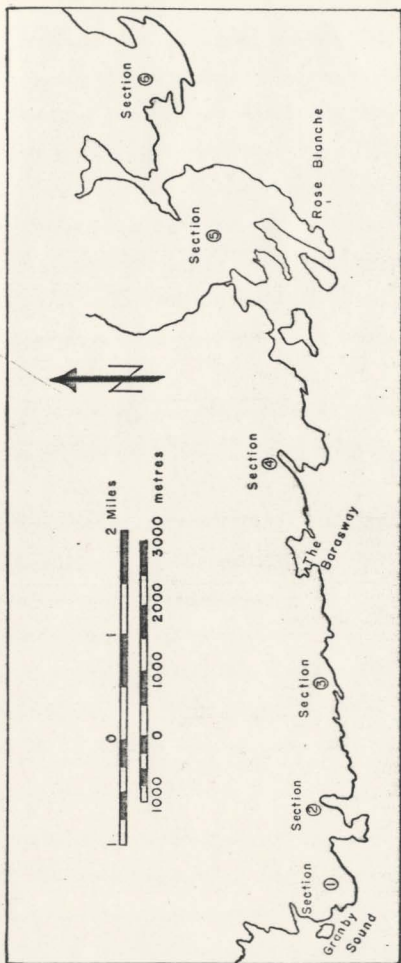 1 0 1 2 Miles
1000 0 1000 2000 3000 metres
N
Granby
Sound
Section
①
Section
②
Section
③
The Barasway
Section
④
Section
⑤
Rose Blanche
Section
⑥